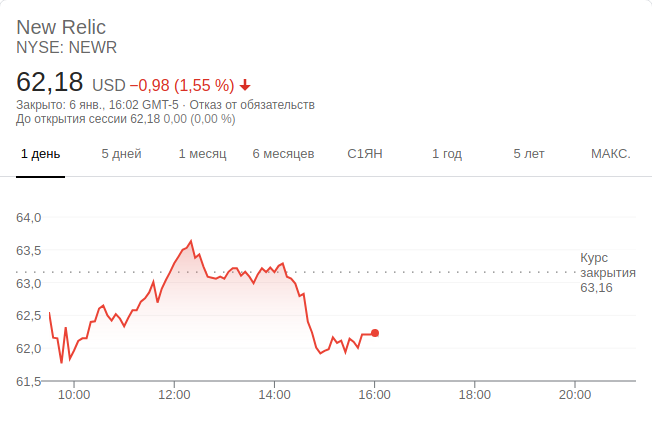 New Relic
NYSE: NEWR
62,18 USD −0,98 (1,55 %)
Закрыто: 6 янв., 16:02 GMT-5 · Отказ от обязательств
До открытия сессии 62,18 0,00 (0,00 %)
1 день 5 дней 1 месяц 6 месяцев С1ЯН 1 год 5 лет МАКС.
64,0
63,5
Курс
закрытия
63,16
63,0
62,5
62,0
61,5
10:00 12:00 14:00 16:00 18:00 20:00